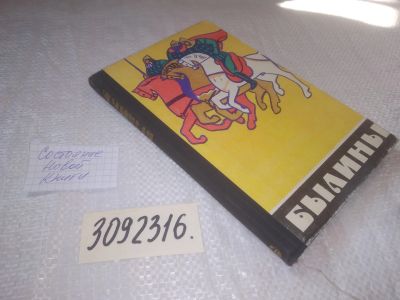 БЫЛИНЫ
Состояние
новой
книги
3092316.